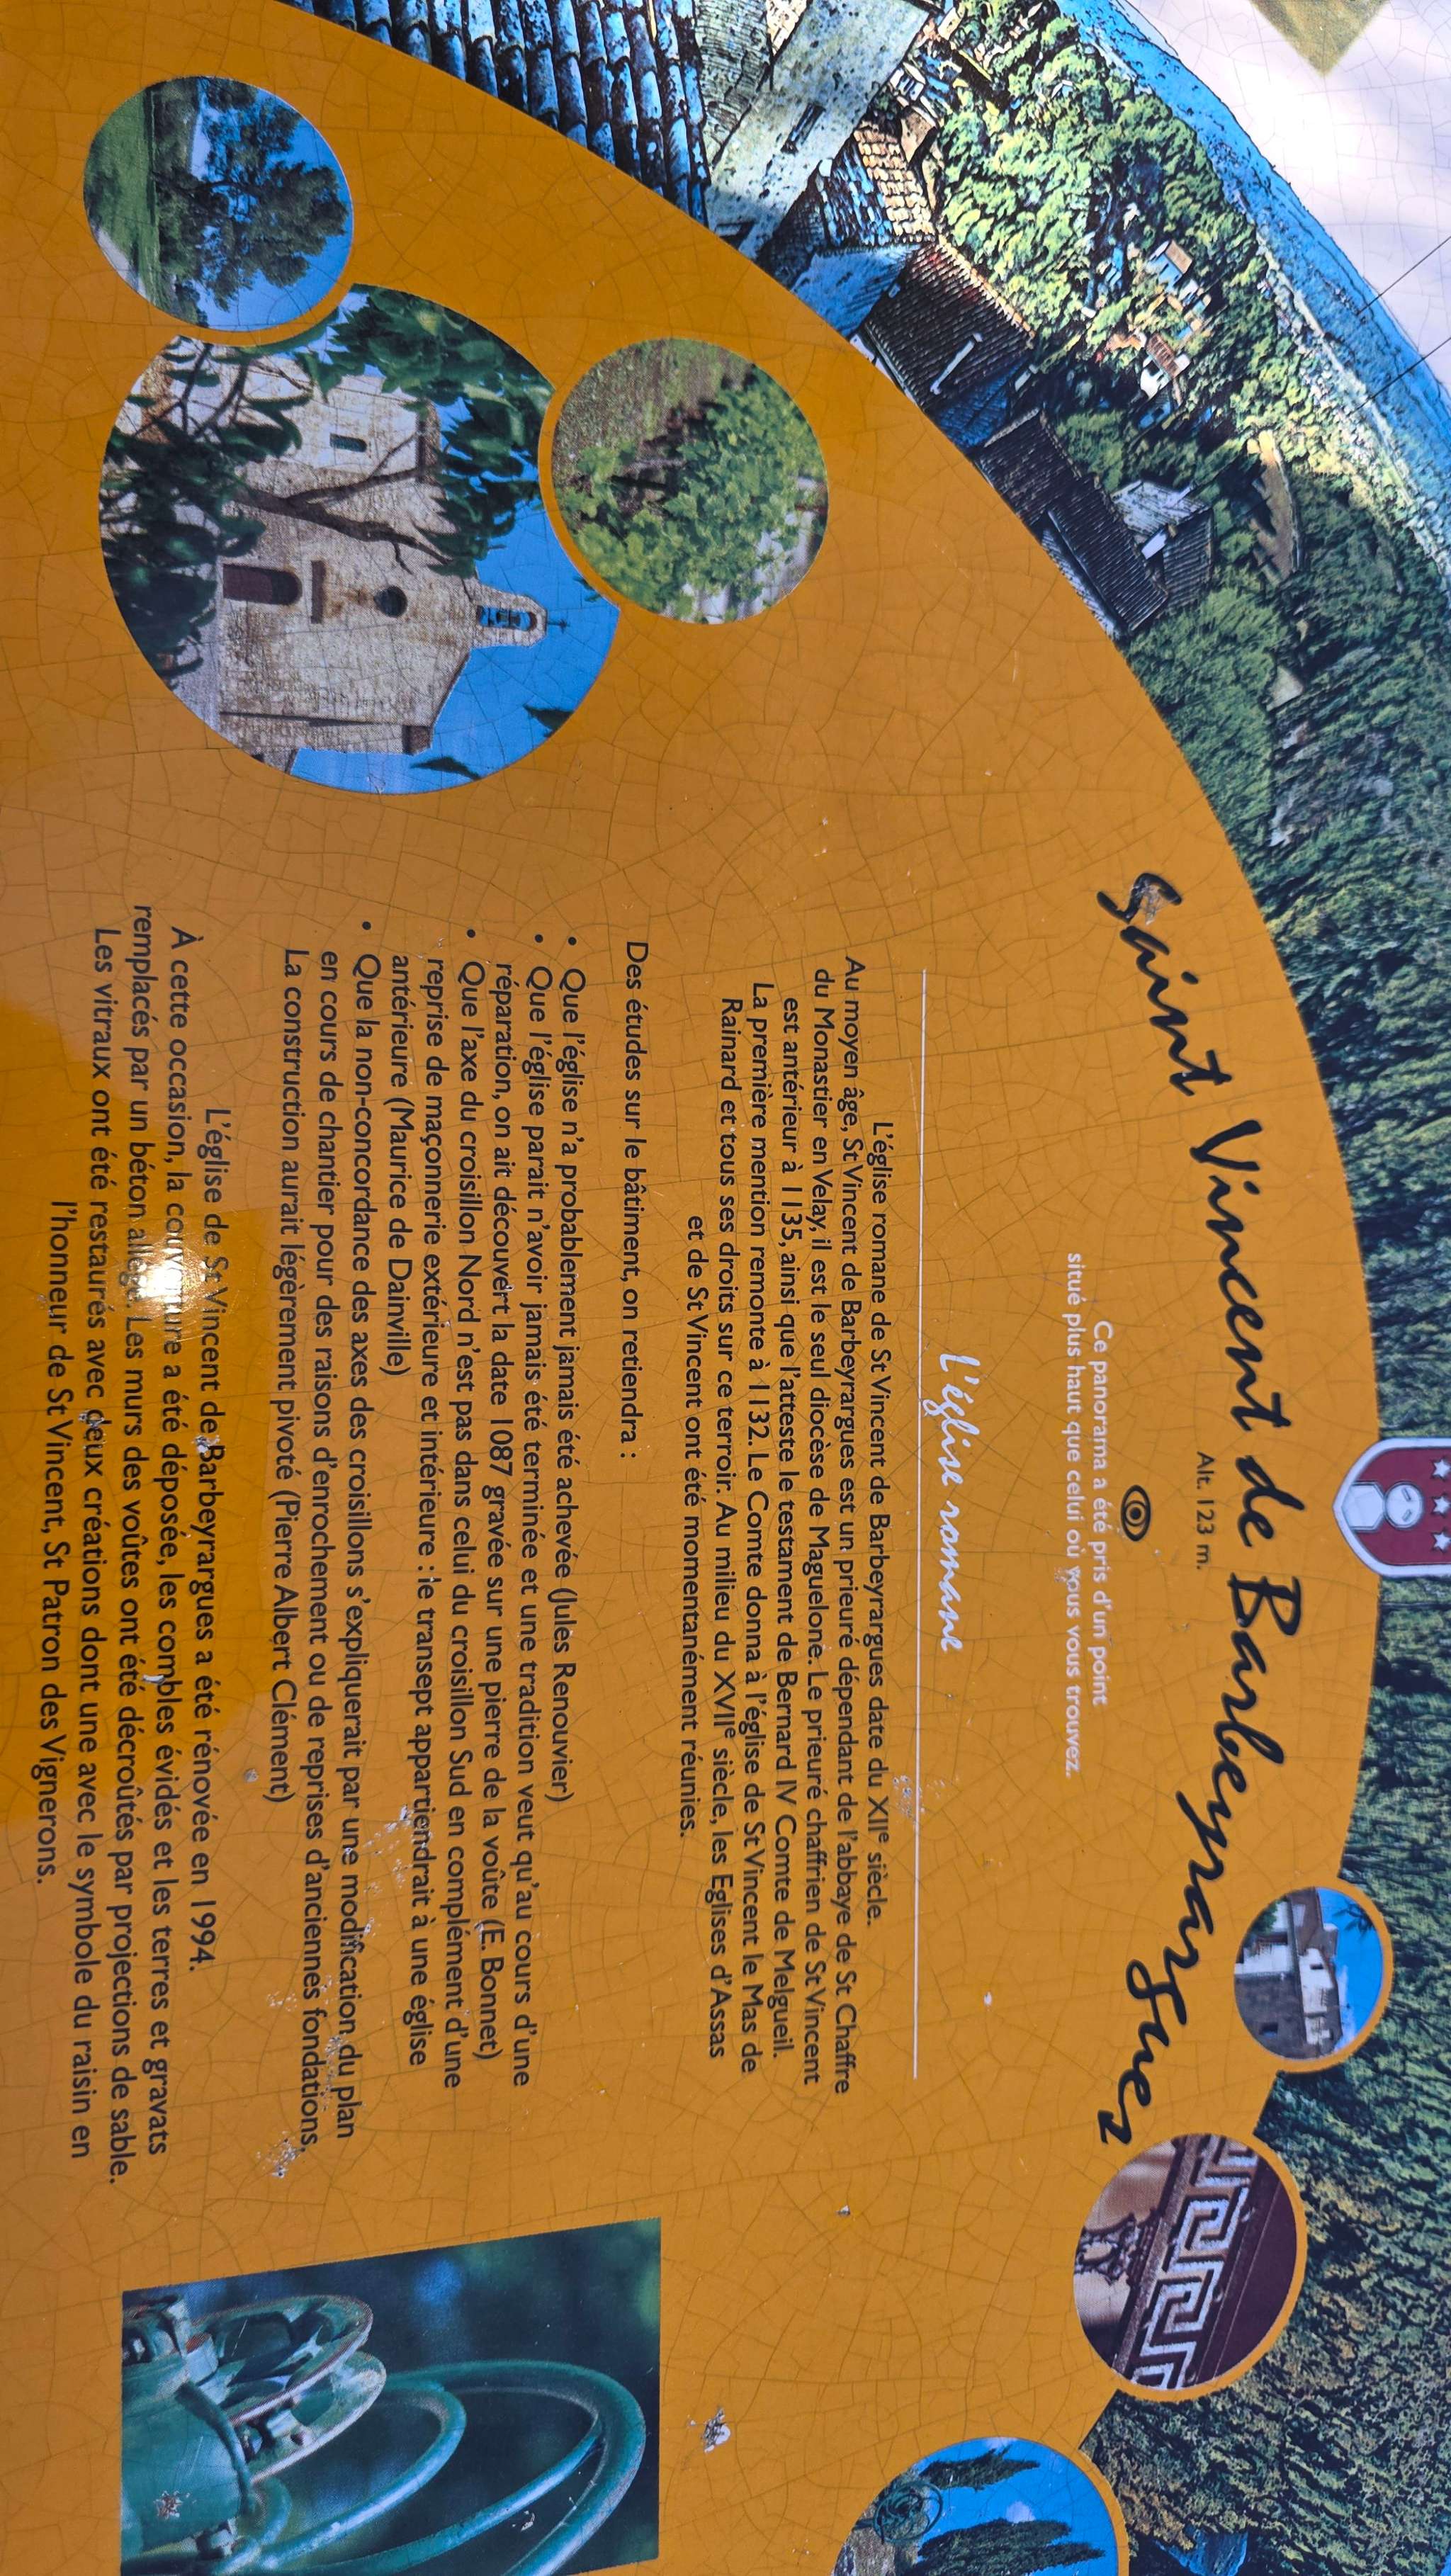 Saint Vincent de Barbeyrargues
Alt. 123 m.
Ce panorama a été pris d'un point
situé plus haut que celui où vous vous trouvez.
L'église romane
L'église romane de St Vincent de Barbeyrargues date du XIIe siècle.
Au moyen âge, St Vincent de Barbeyrargues est un prieuré dépendant de l'abbaye de St Chaffre
du Monastier en Velay, il est le seul diocèse de Maguelone. Le prieuré chaffrien de St Vincent
est antérieur à 1135, ainsi que l'atteste le testament de Bernard IV Comte de Melgueil.
La première mention remonte à 1132. Le Comte donna à l'église de St Vincent le Mas de
Rainard et tous ses droits sur ce terroir. Au milieu du XVIIe siècle, les Eglises d'Assas
et de St Vincent ont été momentanément réunies.
Des études sur le bâtiment, on retiendra :
• Que l'église n'a probablement jamais été achevée (Jules Renouvier)
• Que l'église parait n'avoir jamais été terminée et une tradition veut qu'au cours d'une
réparation, on ait découvert la date 1087 gravée sur une pierre de la voûte (E. Bonnet)
• Que l'axe du croisillon Nord n'est pas dans celui du croisillon Sud en complément d'une
reprise de maçonnerie extérieure et intérieure : le transept appartiendrait à une église
antérieure (Maurice de Dainville)
• Que la non-concordance des axes des croisillons s'expliquerait par une modification du plan
en cours de chantier pour des raisons d'enrochement ou de reprises d'anciennes fondations.
La construction aurait légèrement pivoté (Pierre Albert Clément)
L'église de St Vincent de Barbeyrargues a été rénovée en 1994.
À cette occasion, la couverture a été déposée, les combles évidés et les terres et gravats
remplacés par un béton allégé. Les murs des voûtes ont été décroûtés par projections de sable.
Les vitraux ont été restaurés avec deux créations dont une avec le symbole du raisin en
l'honneur de St Vincent, St Patron des Vignerons.